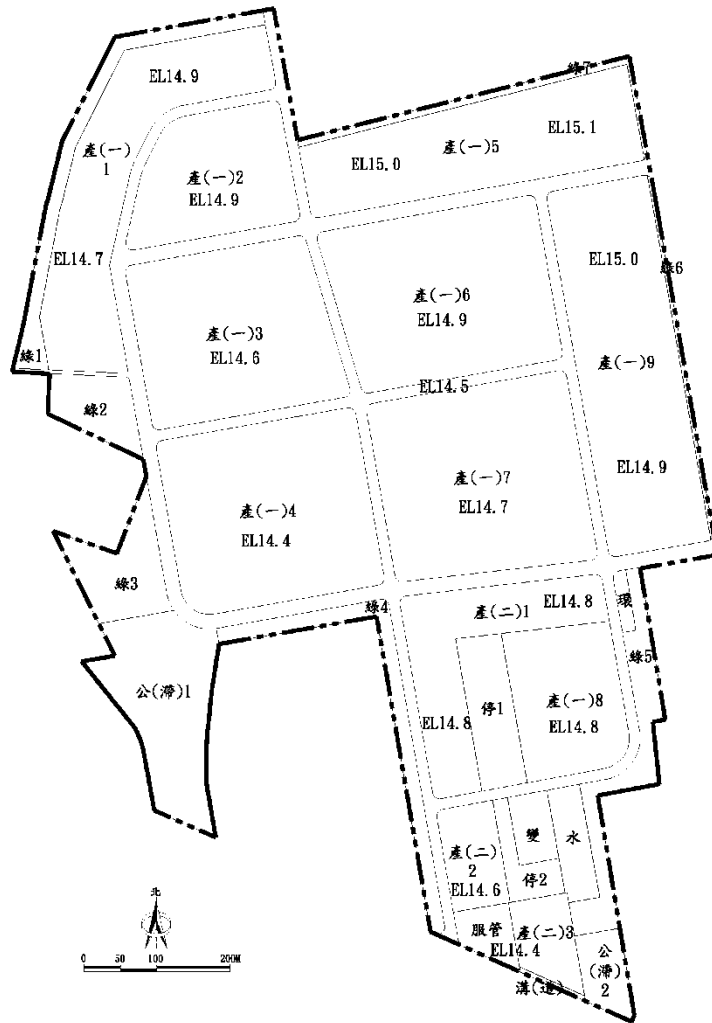 綠7
EL14.9
EL15.1
產(一)
1
產(一)5
EL15.0
產(一)2
EL14.9
EL14.7
EL15.0
綠6
產(一)6
EL14.9
產(一)3
EL14.6
綠1
產(一)9
EL14.5
綠2
EL14.9
產(一)7
EL14.7
產(一)4
EL14.4
綠3
綠4
產(二)1
EL14.8
環
綠5
公(滯)1
停1
產(一)8
EL14.8
EL14.8
變
水
產(二)
2
停2
EL14.6
服管
產(二)3
EL14.4
公
(滯)
2
溝(道)
北
0 50 100 200M